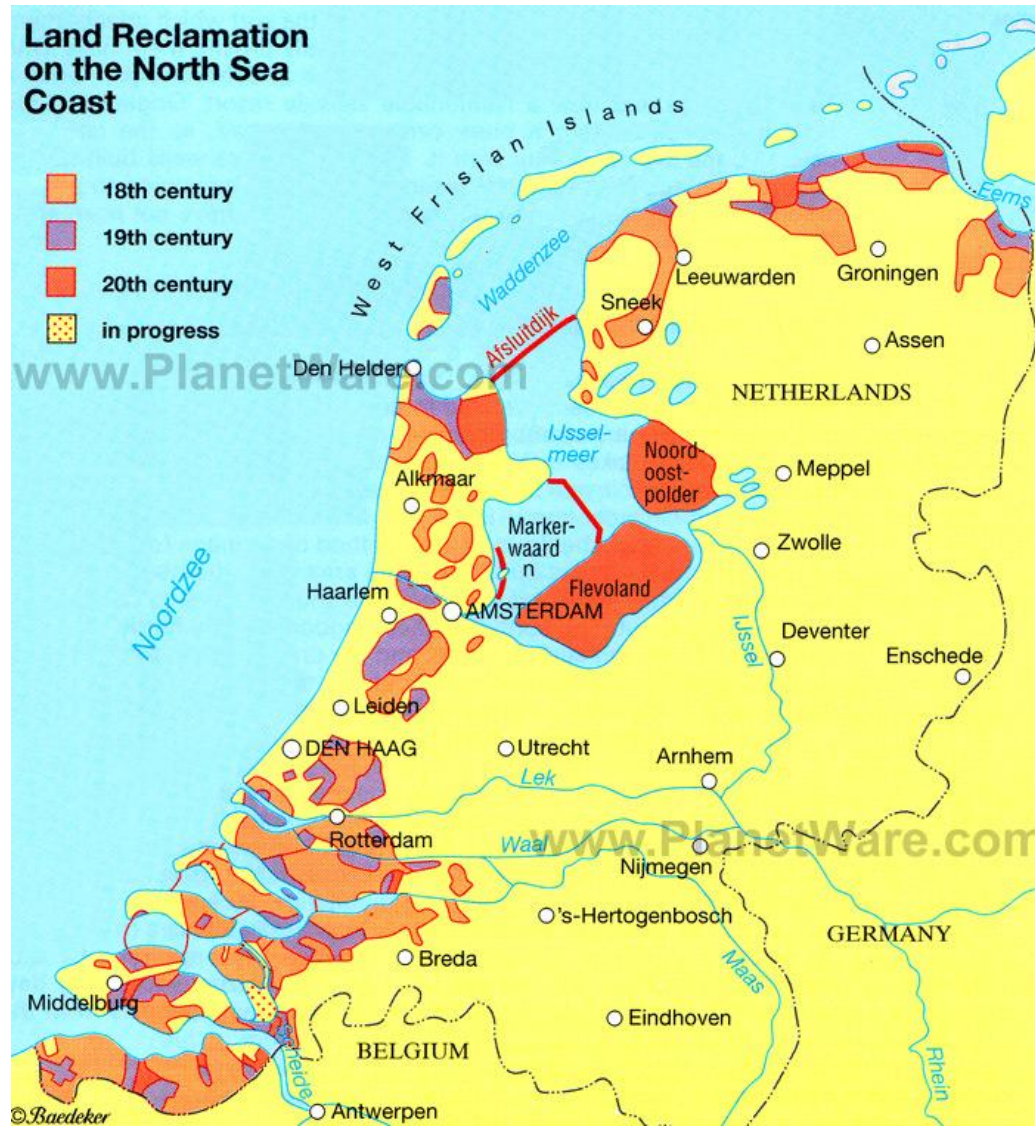 Land Reclamation
on the North Sea
Coast
18th century
19th century
20th century
in progress
www.PlanetWare.com
West Frisian Islands
Waddenzee
Eems
Leeuwarden
Groningen
Sneek
Afsluitdijk
Assen
Den Helder
NETHERLANDS
IJssel-
meer
Noord-
oost-
polder
Meppel
Alkmaar
Marker-
waard
n
Zwolle
Noordzee
Haarlem
Flevoland
AMSTERDAM
IJssel
Deventer
Enschede
Leiden
DEN HAAG
Utrecht
Arnhem
Lek
Rotterdam
www.PlanetWare.com
Waal
Nijmegen
's-Hertogenbosch
GERMANY
Breda
Maas
Middelburg
Eindhoven
BELGIUM
Rhein
Antwerpen
©Baedeker